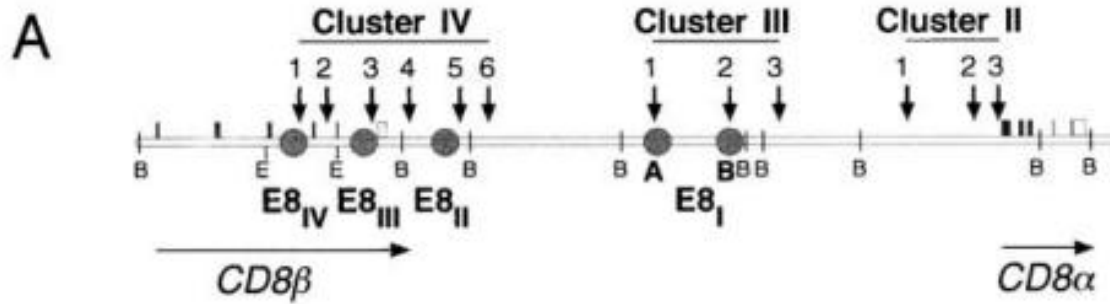 A
Cluster IV Cluster III Cluster II
1 2 3 4 5 6 1 2 3 1 2 3
B E E B B B A B B B B B B
E8IV E8III E8II E8I
CD8β CD8α